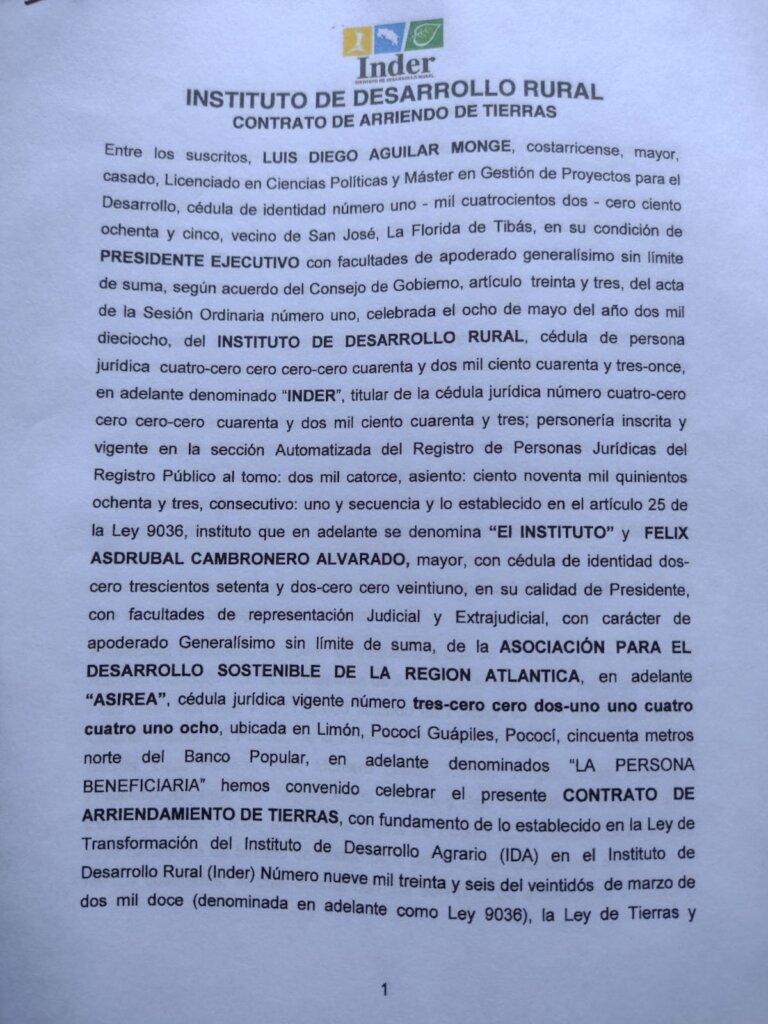 Inder
INSTITUTO DE DESARROLLO RURAL
INSTITUTO DE DESARROLLO RURAL
CONTRATO DE ARRIENDO DE TIERRAS
Entre los suscritos, LUIS DIEGO AGUILAR MONGE, costarricense, mayor,
casado, Licenciado en Ciencias Políticas y Máster en Gestión de Proyectos para el
Desarrollo, cédula de identidad número uno - mil cuatrocientos dos - cero ciento
ochenta y cinco, vecino de San José, La Florida de Tibás, en su condición de
PRESIDENTE EJECUTIVO con facultades de apoderado generalísimo sin límite
de suma, según acuerdo del Consejo de Gobierno, artículo treinta y tres, del acta
de la Sesión Ordinaria número uno, celebrada el ocho de mayo del año dos mil
dieciocho, del INSTITUTO DE DESARROLLO RURAL, cédula de persona
jurídica cuatro-cero cero cero-cero cuarenta y dos mil ciento cuarenta y tres-once,
en adelante denominado “INDER”, titular de la cédula jurídica número cuatro-cero
cero cero-cero cuarenta y dos mil ciento cuarenta y tres; personería inscrita y
vigente en la sección Automatizada del Registro de Personas Jurídicas del
Registro Público al tomo: dos mil catorce, asiento: ciento noventa mil quinientos
ochenta y tres, consecutivo: uno y secuencia y lo establecido en el artículo 25 de
la Ley 9036, instituto que en adelante se denomina “El INSTITUTO” y FELIX
ASDRUBAL CAMBRONERO ALVARADO, mayor, con cédula de identidad dos-
cero trescientos setenta y dos-cero cero veintiuno, en su calidad de Presidente,
con facultades de representación Judicial y Extrajudicial, con carácter de
apoderado Generalísimo sin límite de suma, de la ASOCIACIÓN PARA EL
DESARROLLO SOSTENIBLE DE LA REGION ATLANTICA, en adelante
“ASIREA”, cédula jurídica vigente número tres-cero cero dos-uno uno cuatro
cuatro uno ocho, ubicada en Limón, Pococí Guápiles, Pococí, cincuenta metros
norte del Banco Popular, en adelante denominados “LA PERSONA
BENEFICIARIA” hemos convenido celebrar el presente CONTRATO DE
ARRIENDAMIENTO DE TIERRAS, con fundamento de lo establecido en la Ley de
Transformación del Instituto de Desarrollo Agrario (IDA) en el Instituto de
Desarrollo Rural (Inder) Número nueve mil treinta y seis del veintidós de marzo de
dos mil doce (denominada en adelante como Ley 9036), la Ley de Tierras y
1